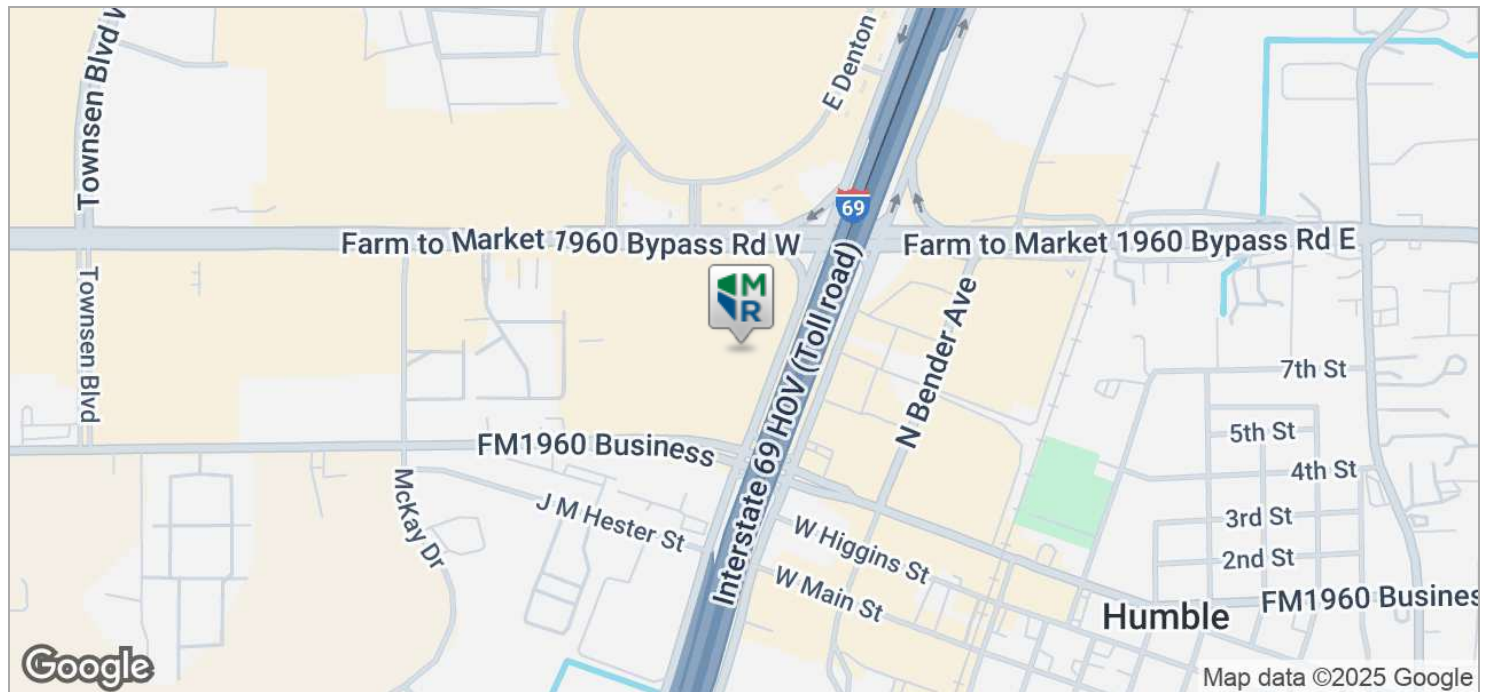 Townsen Blvd W
E Denton
69
Farm to Market 1960 Bypass Rd W
Farm to Market 1960 Bypass Rd E
M
R
Townsen Blvd
Interstate 69 HOV (Toll road)
N Bender Ave
7th St
5th St
4th St
FM1960 Business
McKay Dr
J M Hester St
3rd St
2nd St
W Higgins St
W Main St
Humble
FM1960 Busines
Google
Map data ©2025 Google